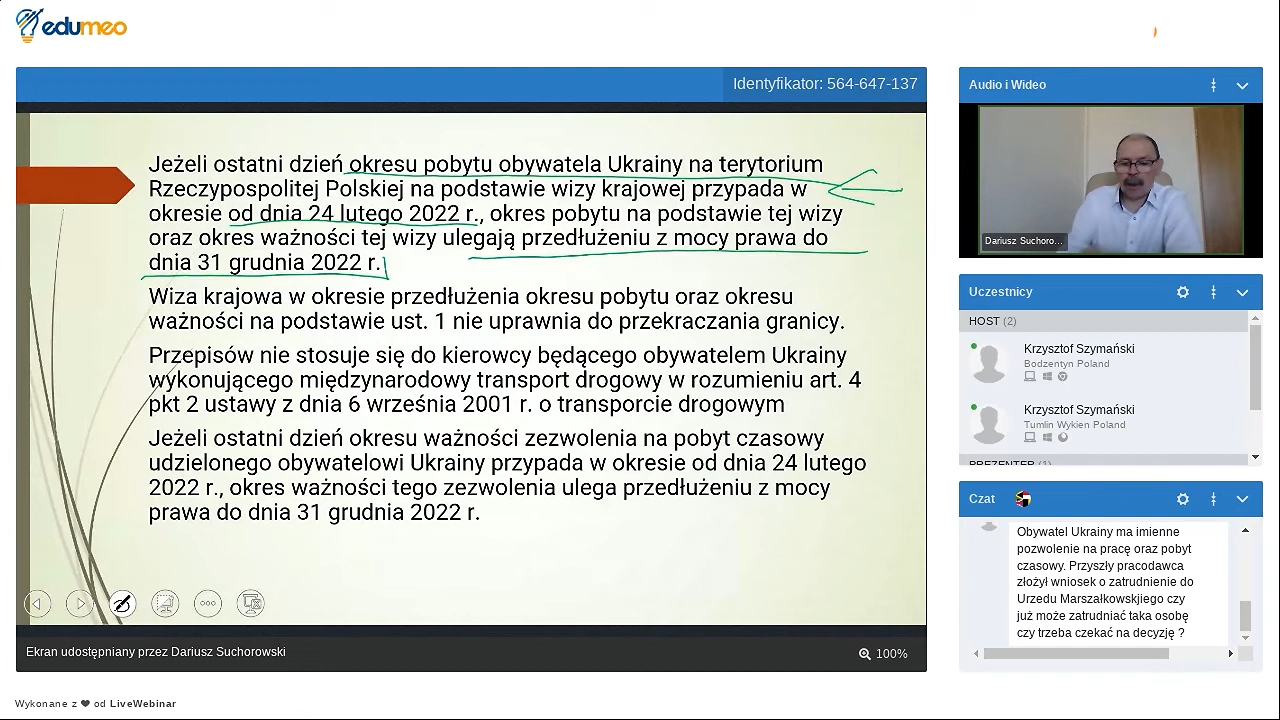 edumeo
Identyfikator: 564-647-137
Jeżeli ostatni dzień okresu pobytu obywatela Ukrainy na terytorium
Rzeczypospolitej Polskiej na podstawie wizy krajowej przypada w
okresie od dnia 24 lutego 2022 r., okres pobytu na podstawie tej wizy
oraz okres ważności tej wizy ulegają przedłużeniu z mocy prawa do
dnia 31 grudnia 2022 r.
Wiza krajowa w okresie przedłużenia okresu pobytu oraz okresu
ważności na podstawie ust. 1 nie uprawnia do przekraczania granicy.
Przepisów nie stosuje się do kierowcy będącego obywatelem Ukrainy
wykonującego międzynarodowy transport drogowy w rozumieniu art. 4
pkt 2 ustawy z dnia 6 września 2001 r. o transporcie drogowym
Jeżeli ostatni dzień okresu ważności zezwolenia na pobyt czasowy
udzielonego obywatelowi Ukrainy przypada w okresie od dnia 24 lutego
2022 r., okres ważności tego zezwolenia ulega przedłużeniu z mocy
prawa do dnia 31 grudnia 2022 r.
Ekran udostępniany przez Dariusz Suchorowski
100%
Wykonane z od LiveWebinar
Audio i Wideo
Dariusz Suchoro...
Uczestnicy
HOST (2)
Krzysztof Szymański
Bodzentyn Poland
Krzysztof Szymański
Tumlin Wykien Poland
PREZENTER (1)
Czat
Obywatel Ukrainy ma imienne
pozwolenie na pracę oraz pobyt
czasowy. Przyszły pracodawca
złożył wniosek o zatrudnienie do
Urzedu Marszałkowskjiego czy
już może zatrudniać taka osobę
czy trzeba czekać na decyzję ?